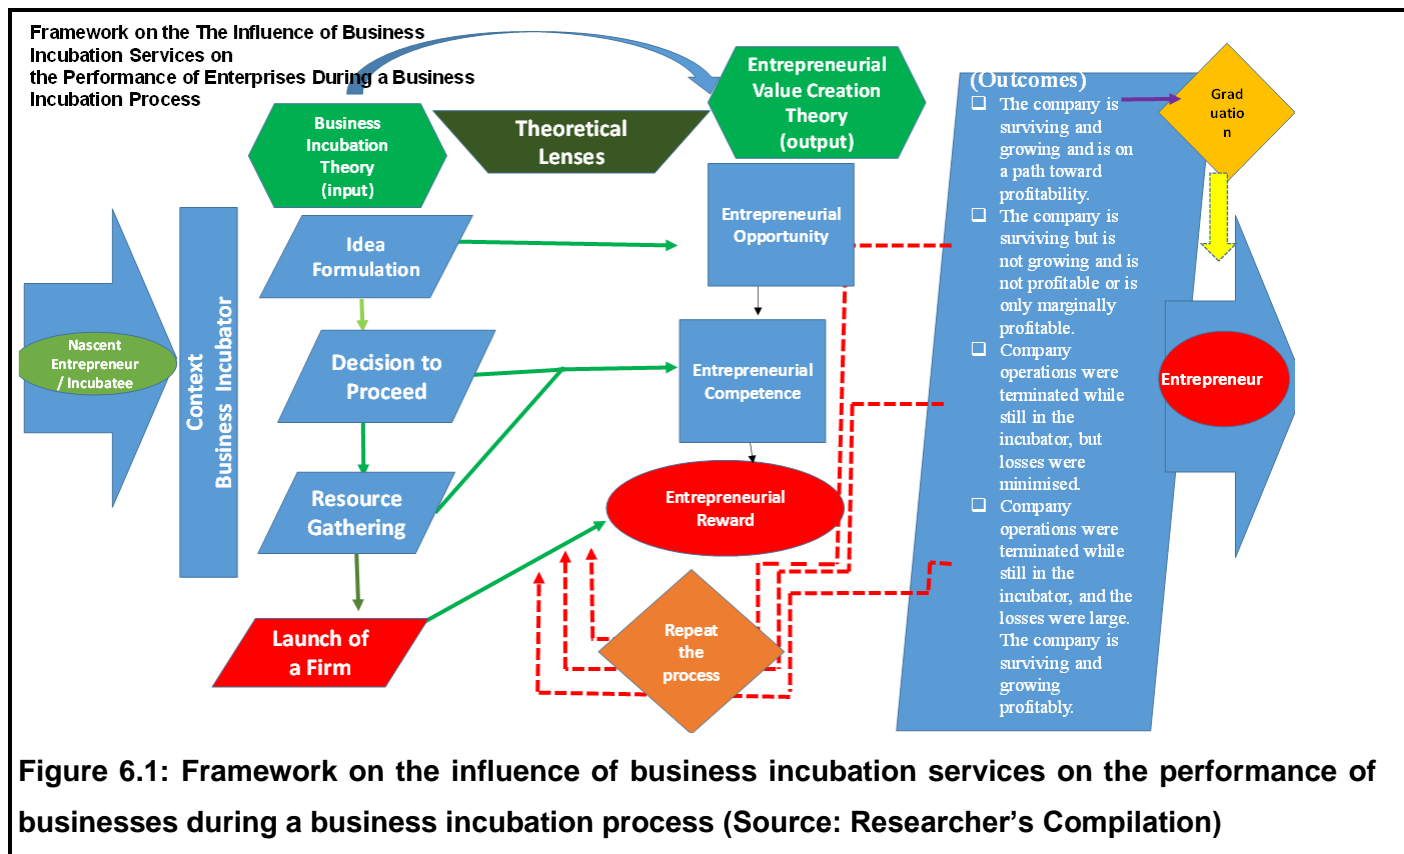 Framework on the The Influence of Business
Incubation Services on
the Performance of Enterprises During a Business
Incubation Process
Business
Incubation
Theory
(input)
Theoretical
Lenses
Entrepreneurial
Value Creation
Theory
(output)
Nascent
Entrepreneur
/ Incubatee
Context
Business Incubator
Idea
Formulation
Decision to
Proceed
Resource
Gathering
Launch of
a Firm
Entrepreneurial
Opportunity
Entrepreneurial
Competence
Entrepreneurial
Reward
Repeat
the
process
(Outcomes)
❑ The company is
surviving and
growing and is on
a path toward
profitability.
❑ The company is
surviving but is
not growing and is
not profitable or is
only marginally
profitable.
❑ Company
operations were
terminated while
still in the
incubator, but
losses were
minimised.
❑ Company
operations were
terminated while
still in the
incubator, and the
losses were large.
The company is
surviving and
growing
profitably.
Grad
uatio
n
Entrepreneur
Figure 6.1: Framework on the influence of business incubation services on the performance of
businesses during a business incubation process (Source: Researcher’s Compilation)